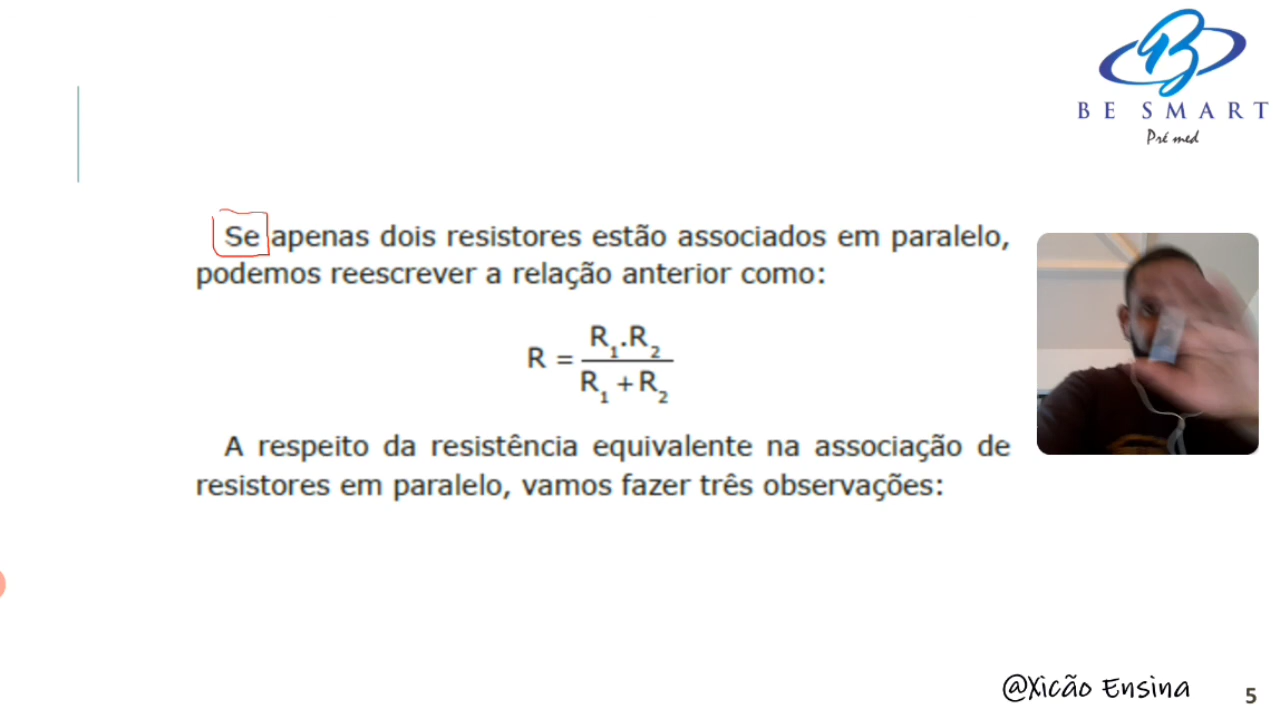 BE SMART
Pré med
Se apenas dois resistores estão associados em paralelo,
podemos reescrever a relação anterior como:
R = R₁.R₂ / R₁ + R₂
A respeito da resistência equivalente na associação de
resistores em paralelo, vamos fazer três observações:
@Xicão Ensina
5